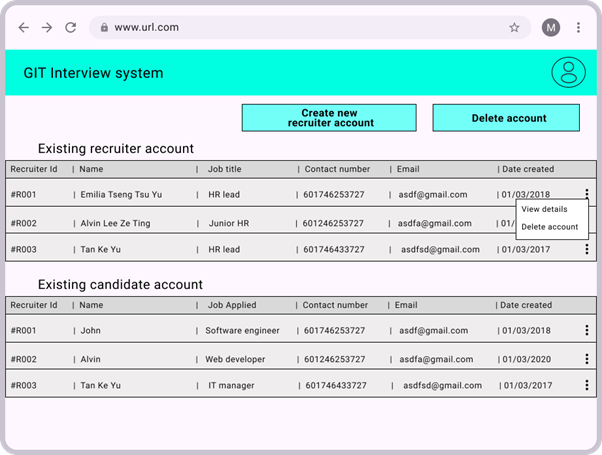 www.url.com
M
GIT Interview system
Create new
recruiter account
Delete account
Existing recruiter account
Recruiter Id | Name | Job title | Contact number | Email | Date created
#R001 | Emilia Tseng Tsu Yu | HR lead | 601746253727 | asdf@gmail.com | 01/03/2018
View details
#R002 | Alvin Lee Ze Ting | Junior HR | 601246253727 | asdfa@gmail.com | 01/
Delete account
#R003 | Tan Ke Yu | HR lead | 601746433727 | asdfsd@gmail.com | 01/03/2017
Existing candidate account
Recruiter Id | Name | Job Applied | Contact number | Email | Date created
#R001 | John | Software engineer | 601746253727 | asdf@gmail.com | 01/03/2018
#R002 | Alvin | Web developer | 601246253727 | asdfa@gmail.com | 01/03/2020
#R003 | Tan Ke Yu | IT manager | 601746433727 | asdfsd@gmail.com | 01/03/2017